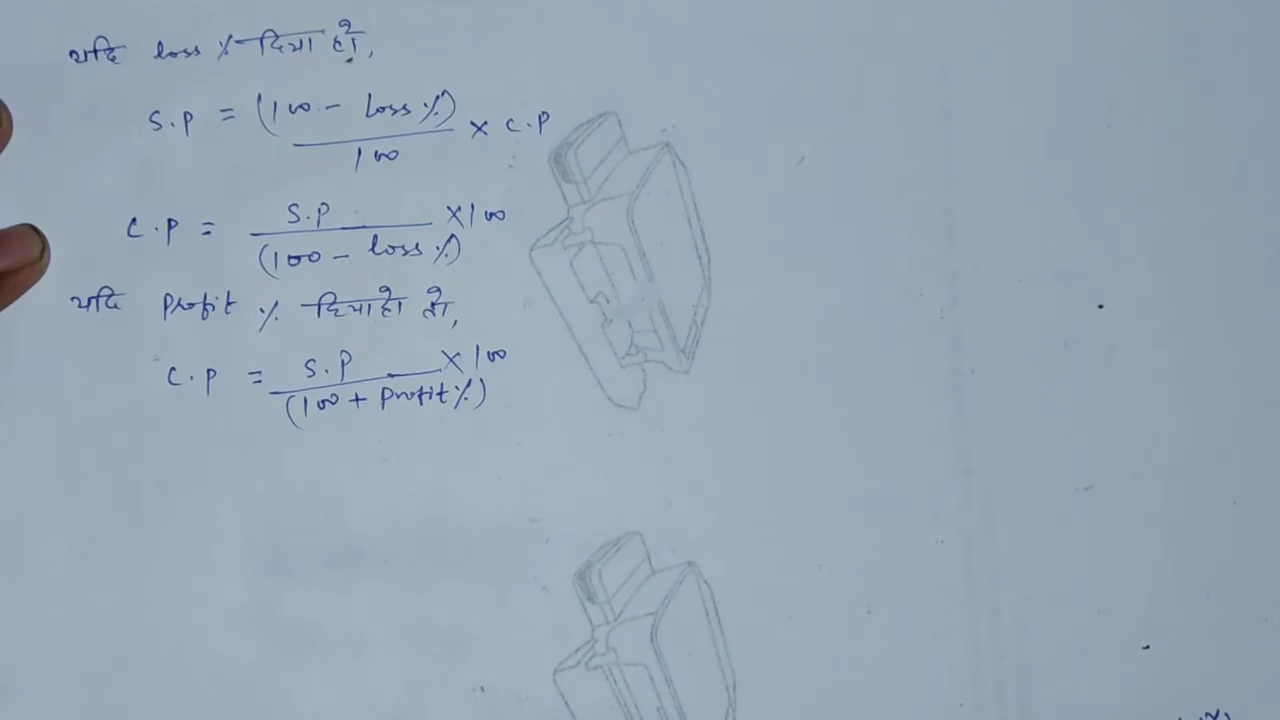 यदि loss % दिया हो,
S.P = (100 - loss %) / 100 × C.P
C.P = S.P / (100 - loss %) × 100
यदि Profit % दिया हो तो,
C.P = S.P / (100 + Profit %) × 100